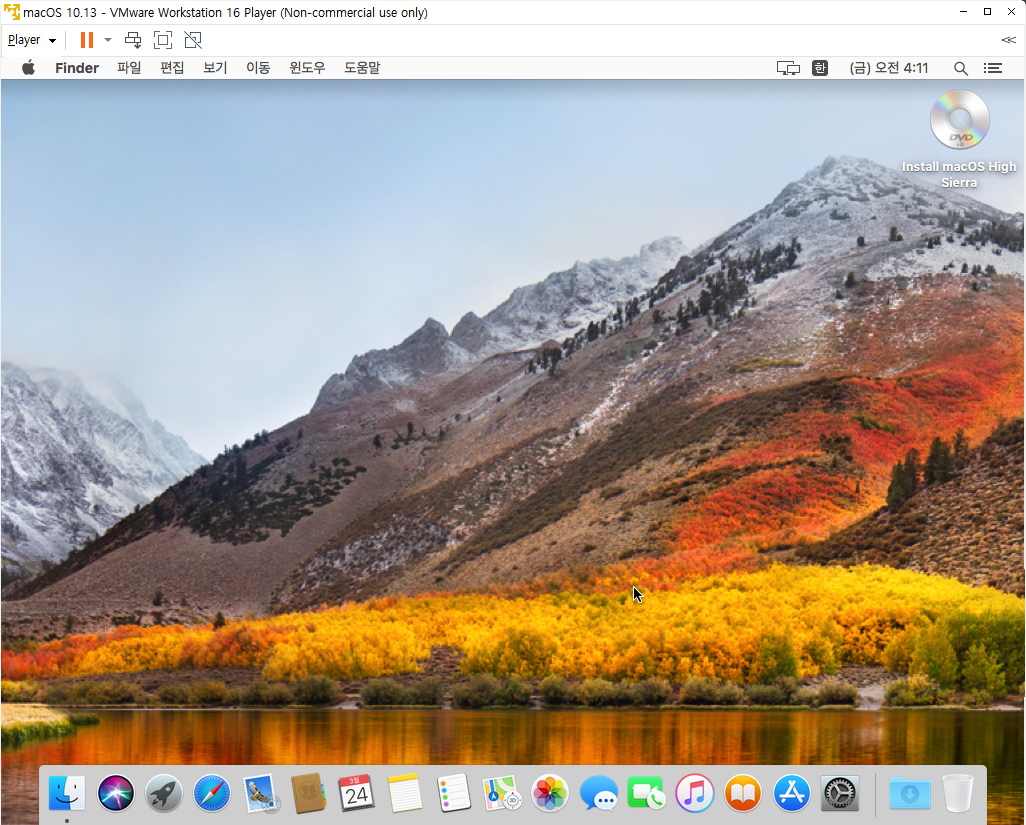 macOS 10.13 - VMware Workstation 16 Player (Non-commercial use only)
Player
Finder 파일 편집 보기 이동 윈도우 도움말 한 (금) 오전 4:11
DVD
Install macOS High
Sierra
3월
24
3D